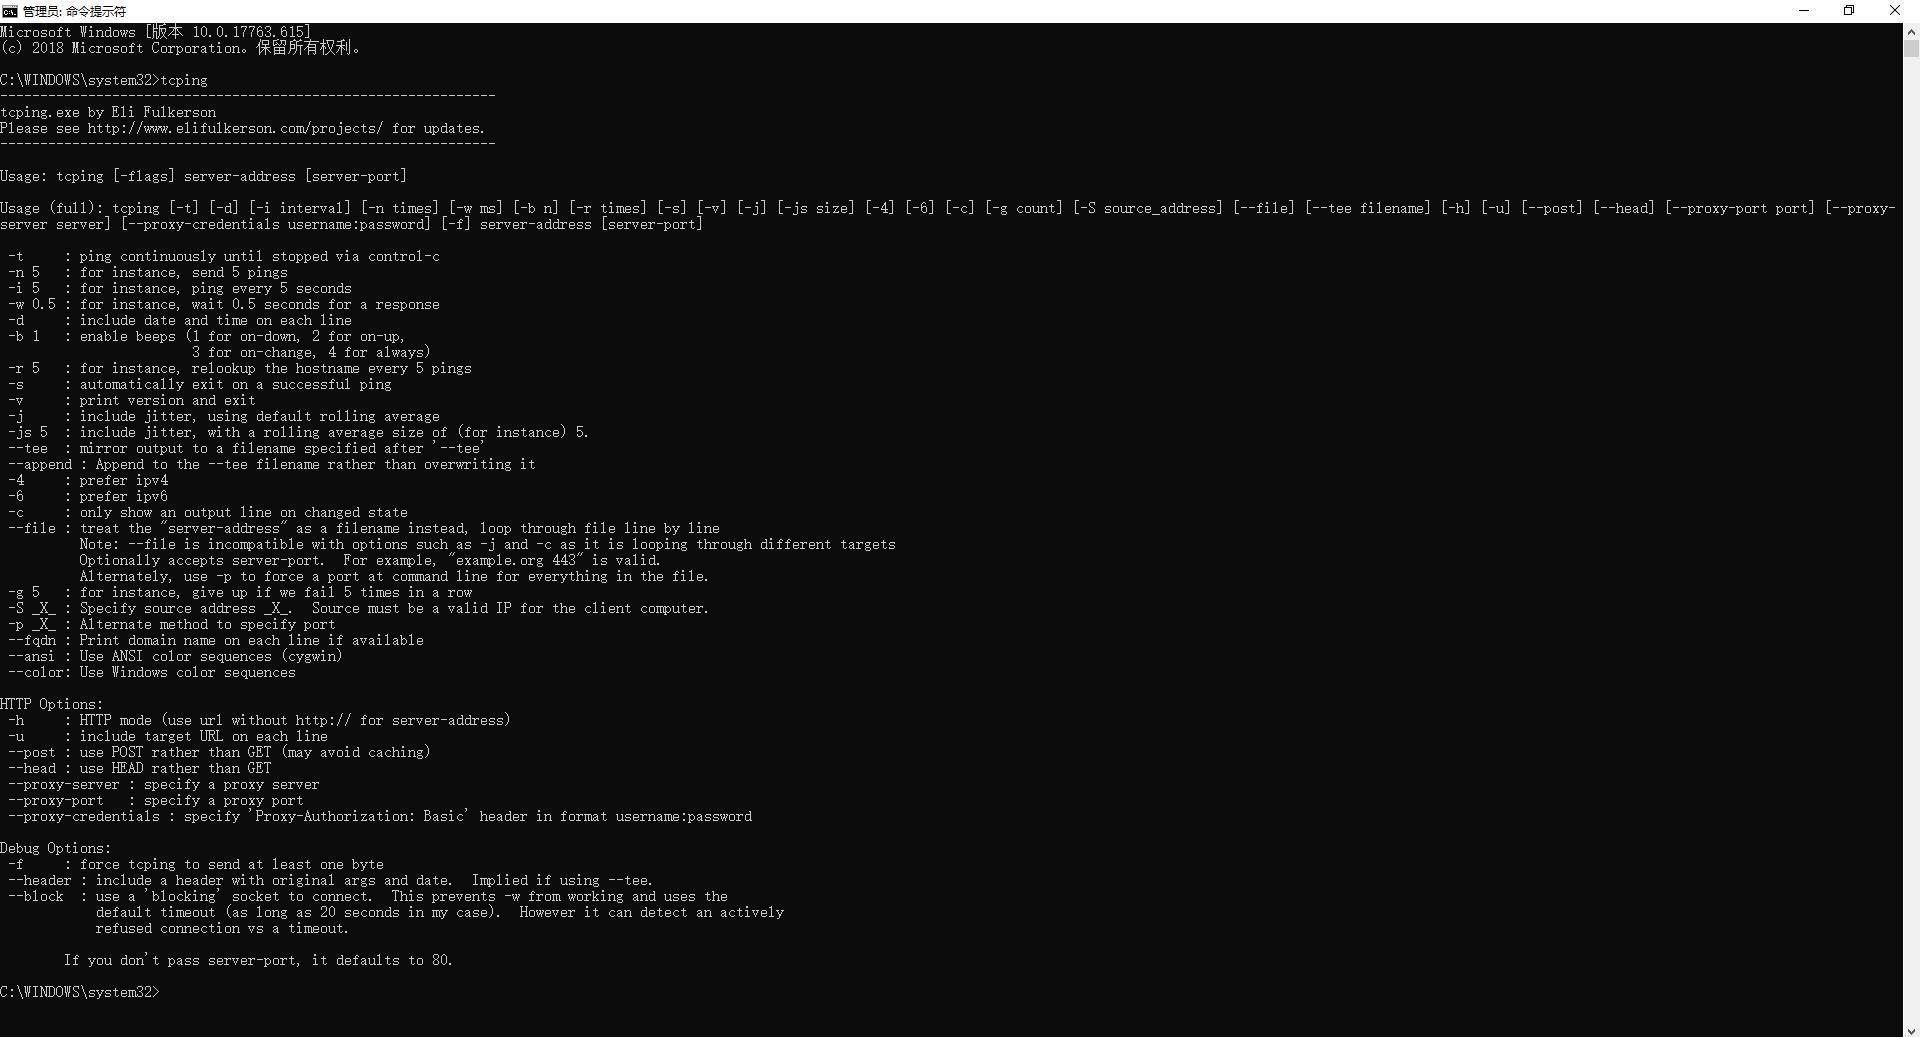 管理员: 命令提示符
Microsoft Windows [版本 10.0.17763.615]
(c) 2018 Microsoft Corporation。保留所有权利。
C:\WINDOWS\system32>tcping
--------------------------------------------------------------
tcping.exe by Eli Fulkerson
Please see http://www.elifulkerson.com/projects/ for updates.
--------------------------------------------------------------
Usage: tcping [-flags] server-address [server-port]
Usage (full): tcping [-t] [-d] [-i interval] [-n times] [-w ms] [-b n] [-r times] [-s] [-v] [-j] [-js size] [-4] [-6] [-c] [-g count] [-S source_address] [--file] [--tee filename] [-h] [-u] [--post] [--head] [--proxy-port port] [--proxy-
server server] [--proxy-credentials username:password] [-f] server-address [server-port]
-t     : ping continuously until stopped via control-c
-n 5   : for instance, send 5 pings
-i 5   : for instance, ping every 5 seconds
-w 0.5 : for instance, wait 0.5 seconds for a response
-d     : include date and time on each line
-b 1   : enable beeps (1 for on-down, 2 for on-up,
3 for on-change, 4 for always)
-r 5   : for instance, relookup the hostname every 5 pings
-s     : automatically exit on a successful ping
-v     : print version and exit
-j     : include jitter, using default rolling average
-js 5  : include jitter, with a rolling average size of (for instance) 5.
--tee  : mirror output to a filename specified after '--tee'
--append : Append to the --tee filename rather than overwriting it
-4     : prefer ipv4
-6     : prefer ipv6
-c     : only show an output line on changed state
--file : treat the "server-address" as a filename instead, loop through file line by line
Note: --file is incompatible with options such as -j and -c as it is looping through different targets
Optionally accepts server-port.  For example, "example.org 443" is valid.
Alternately, use -p to force a port at command line for everything in the file.
-g 5   : for instance, give up if we fail 5 times in a row
-S _X_ : Specify source address _X_.  Source must be a valid IP for the client computer.
-p _X_ : Alternate method to specify port
--fqdn : Print domain name on each line if available
--ansi : Use ANSI color sequences (cygwin)
--color: Use Windows color sequences
HTTP Options:
-h     : HTTP mode (use url without http:// for server-address)
-u     : include target URL on each line
--post : use POST rather than GET (may avoid caching)
--head : use HEAD rather than GET
--proxy-server : specify a proxy server
--proxy-port   : specify a proxy port
--proxy-credentials : specify 'Proxy-Authorization: Basic' header in format username:password
Debug Options:
-f     : force tcping to send at least one byte
--header : include a header with original args and date.  Implied if using --tee.
--block  : use a 'blocking' socket to connect.  This prevents -w from working and uses the
default timeout (as long as 20 seconds in my case).  However it can detect an actively
refused connection vs a timeout.
If you don't pass server-port, it defaults to 80.
C:\WINDOWS\system32>